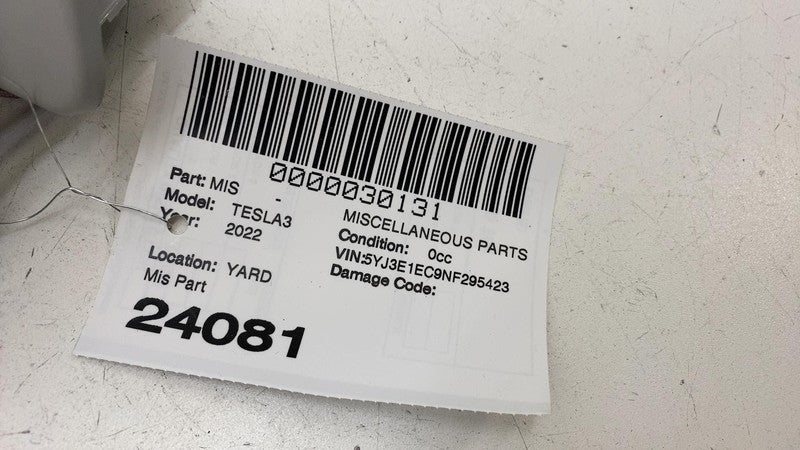 0000030131
Part: MIS -
MISCELLANEOUS PARTS
Model: TESLA3
Condition: 0cc
Year: 2022
VIN:5YJ3E1EC9NF295423
Location: YARD
Damage Code:
Mis Part
24081